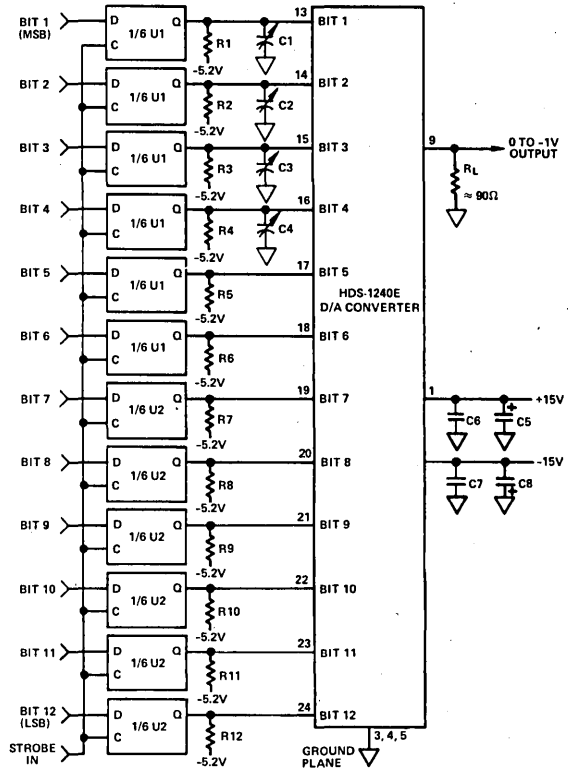 BIT 1
(MSB)
D Q
C
1/6 U1
R1
-5.2V
C1
13
BIT 1
BIT 2
D Q
C
1/6 U1
R2
-5.2V
C2
14
BIT 2
BIT 3
D Q
C
1/6 U1
R3
-5.2V
C3
15
BIT 3
BIT 4
D Q
C
1/6 U1
R4
-5.2V
C4
16
BIT 4
BIT 5
D Q
C
1/6 U1
R5
-5.2V
17
BIT 5
BIT 6
D Q
C
1/6 U1
R6
-5.2V
18
BIT 6
BIT 7
D Q
C
1/6 U2
R7
-5.2V
19
BIT 7
BIT 8
D Q
C
1/6 U2
R8
-5.2V
20
BIT 8
BIT 9
D Q
C
1/6 U2
R9
-5.2V
21
BIT 9
BIT 10
D Q
C
1/6 U2
R10
-5.2V
22
BIT 10
BIT 11
D Q
C
1/6 U2
R11
-5.2V
23
BIT 11
BIT 12
(LSB)
D Q
C
1/6 U2
R12
-5.2V
24
BIT 12
STROBE
IN
HDS-1240E
D/A CONVERTER
9
0 TO -1V
OUTPUT
RL
≈ 90Ω
1
+15V
C6
+
C5
-15V
C7
C8
+
3, 4, 5
GROUND
PLANE